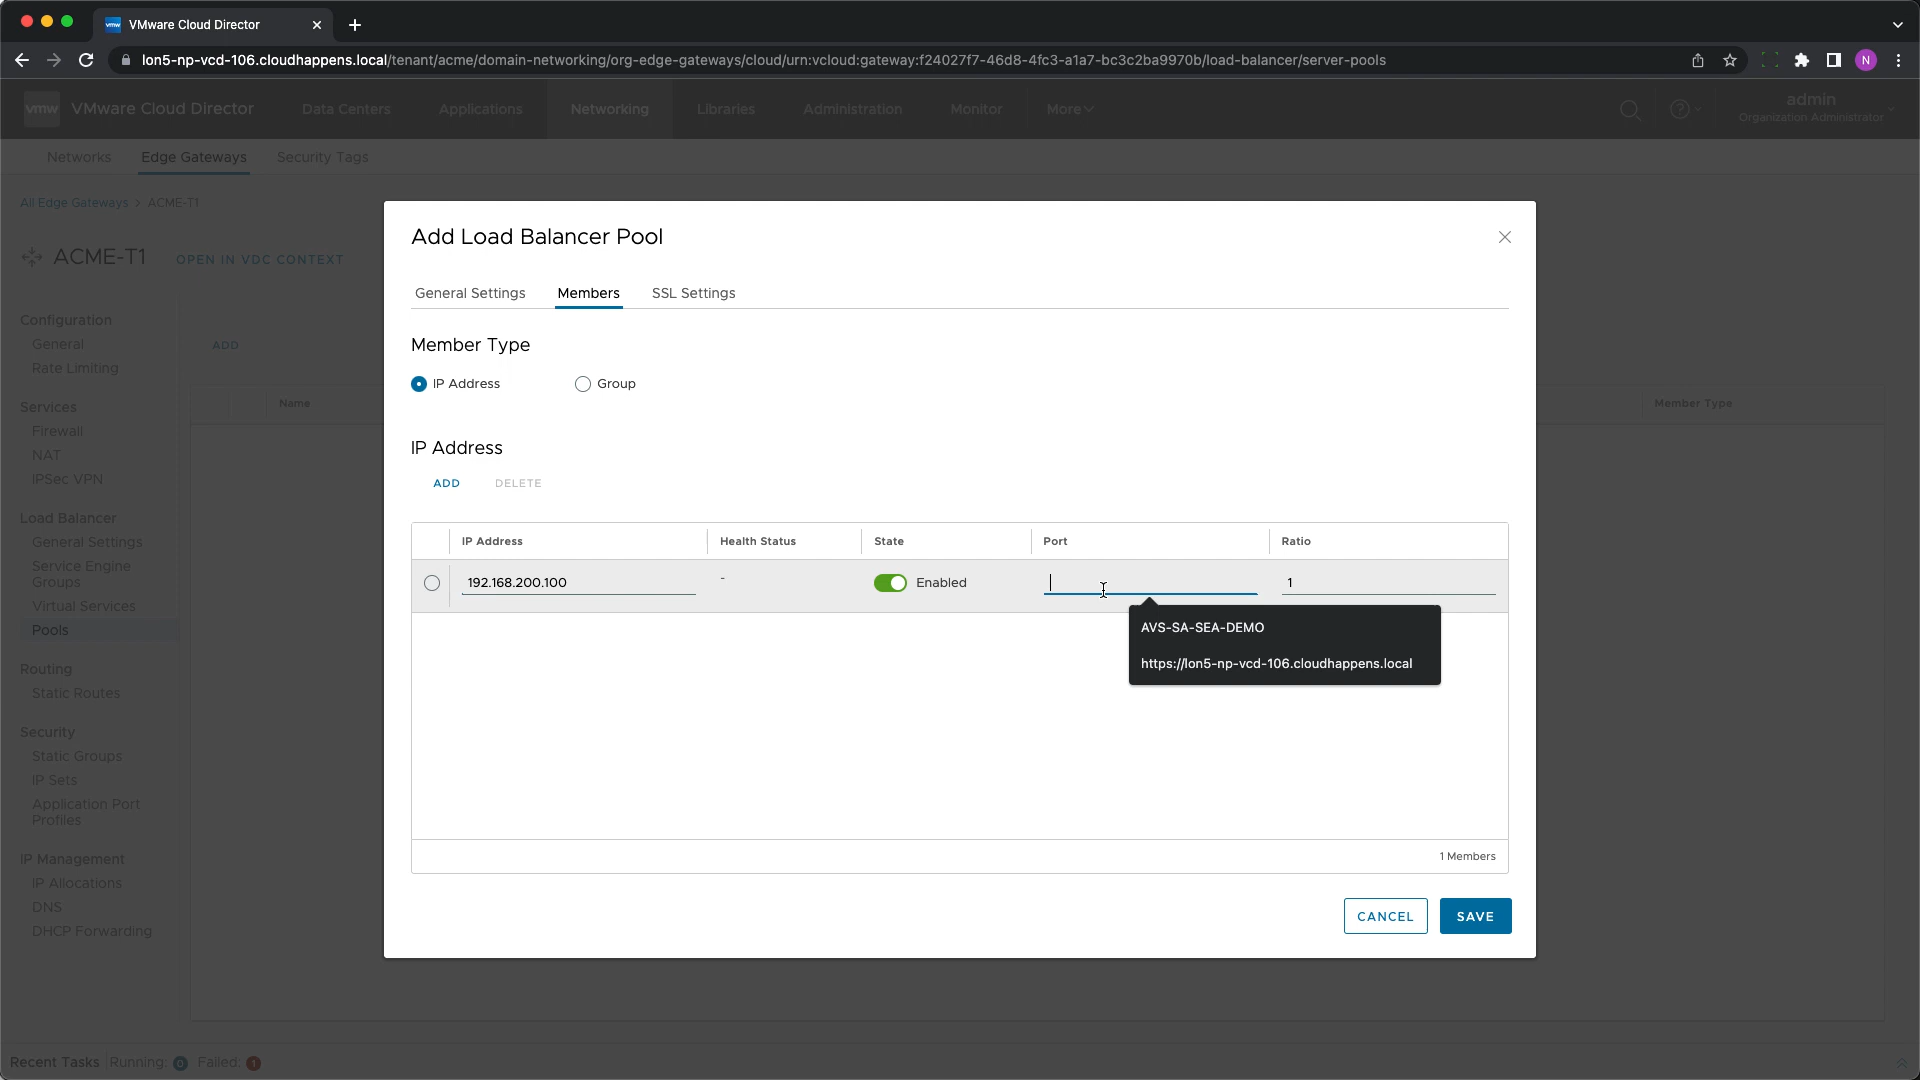 VMware Cloud Director
lon5-np-vcd-106.cloudhappens.local/tenant/acme/domain-networking/org-edge-gateways/cloud/urn:vcloud:gateway:f24027f7-46d8-4fc3-a1a7-bc3c2ba9970b/load-balancer/server-pools
N
vmw VMware Cloud Director Data Centers Applications Networking Libraries Administration Monitor More
admin
Organization Administrator
Networks Edge Gateways Security Tags
All Edge Gateways > ACME-T1
ACME-T1 OPEN IN VDC CONTEXT
Configuration
General
Rate Limiting
Services
Firewall
NAT
IPSec VPN
Load Balancer
General Settings
Service Engine
Groups
Virtual Services
Pools
Routing
Static Routes
Security
Static Groups
IP Sets
Application Port
Profiles
IP Management
IP Allocations
DNS
DHCP Forwarding
ADD
Name
Member Type
Add Load Balancer Pool
General Settings Members SSL Settings
Member Type
IP Address Group
IP Address
ADD DELETE
IP Address Health Status State Port Ratio
192.168.200.100 - Enabled 1
AVS-SA-SEA-DEMO
https://lon5-np-vcd-106.cloudhappens.local
1 Members
CANCEL SAVE
Recent Tasks Running: 0 Failed: 1